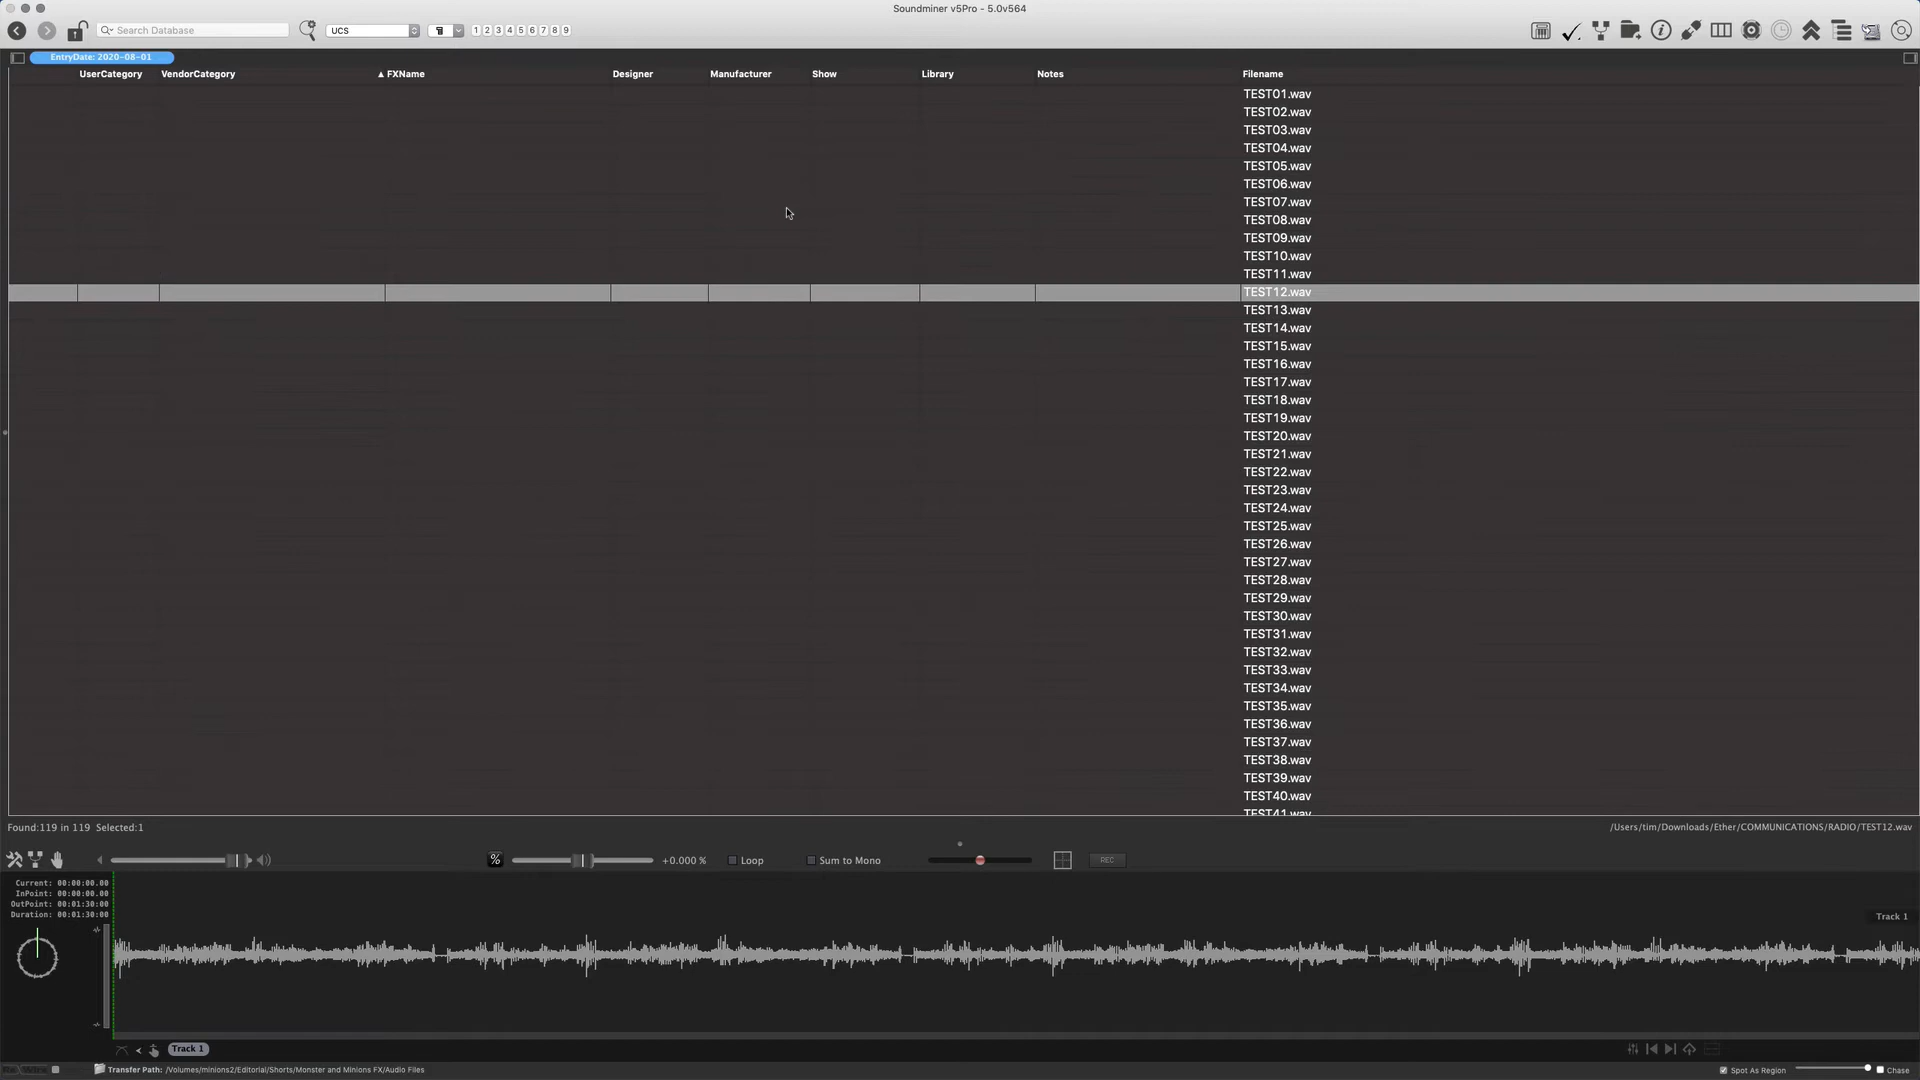 Soundminer v5Pro - 5.0v564
Search Database UCS 1 2 3 4 5 6 7 8 9
EntryDate: 2020-08-01
UserCategory VendorCategory ▲ FXName Designer Manufacturer Show Library Notes Filename
TEST01.wav
TEST02.wav
TEST03.wav
TEST04.wav
TEST05.wav
TEST06.wav
TEST07.wav
TEST08.wav
TEST09.wav
TEST10.wav
TEST11.wav
TEST12.wav
TEST13.wav
TEST14.wav
TEST15.wav
TEST16.wav
TEST17.wav
TEST18.wav
TEST19.wav
TEST20.wav
TEST21.wav
TEST22.wav
TEST23.wav
TEST24.wav
TEST25.wav
TEST26.wav
TEST27.wav
TEST28.wav
TEST29.wav
TEST30.wav
TEST31.wav
TEST32.wav
TEST33.wav
TEST34.wav
TEST35.wav
TEST36.wav
TEST37.wav
TEST38.wav
TEST39.wav
TEST40.wav
TEST41.wav
Found:119 in 119 Selected:1 /Users/tim/Downloads/Ether/COMMUNICATIONS/RADIO/TEST12.wav
% +0.000 % Loop Sum to Mono REC
Current: 00:00:00.00
InPoint: 00:00:00.00
OutPoint: 00:01:30:00
Duration: 00:01:30:00
Track 1
Track 1
Transfer Path: /Volumes/minions2/Editorial/Shorts/Monster and Minions FX/Audio Files Spot As Region Chase